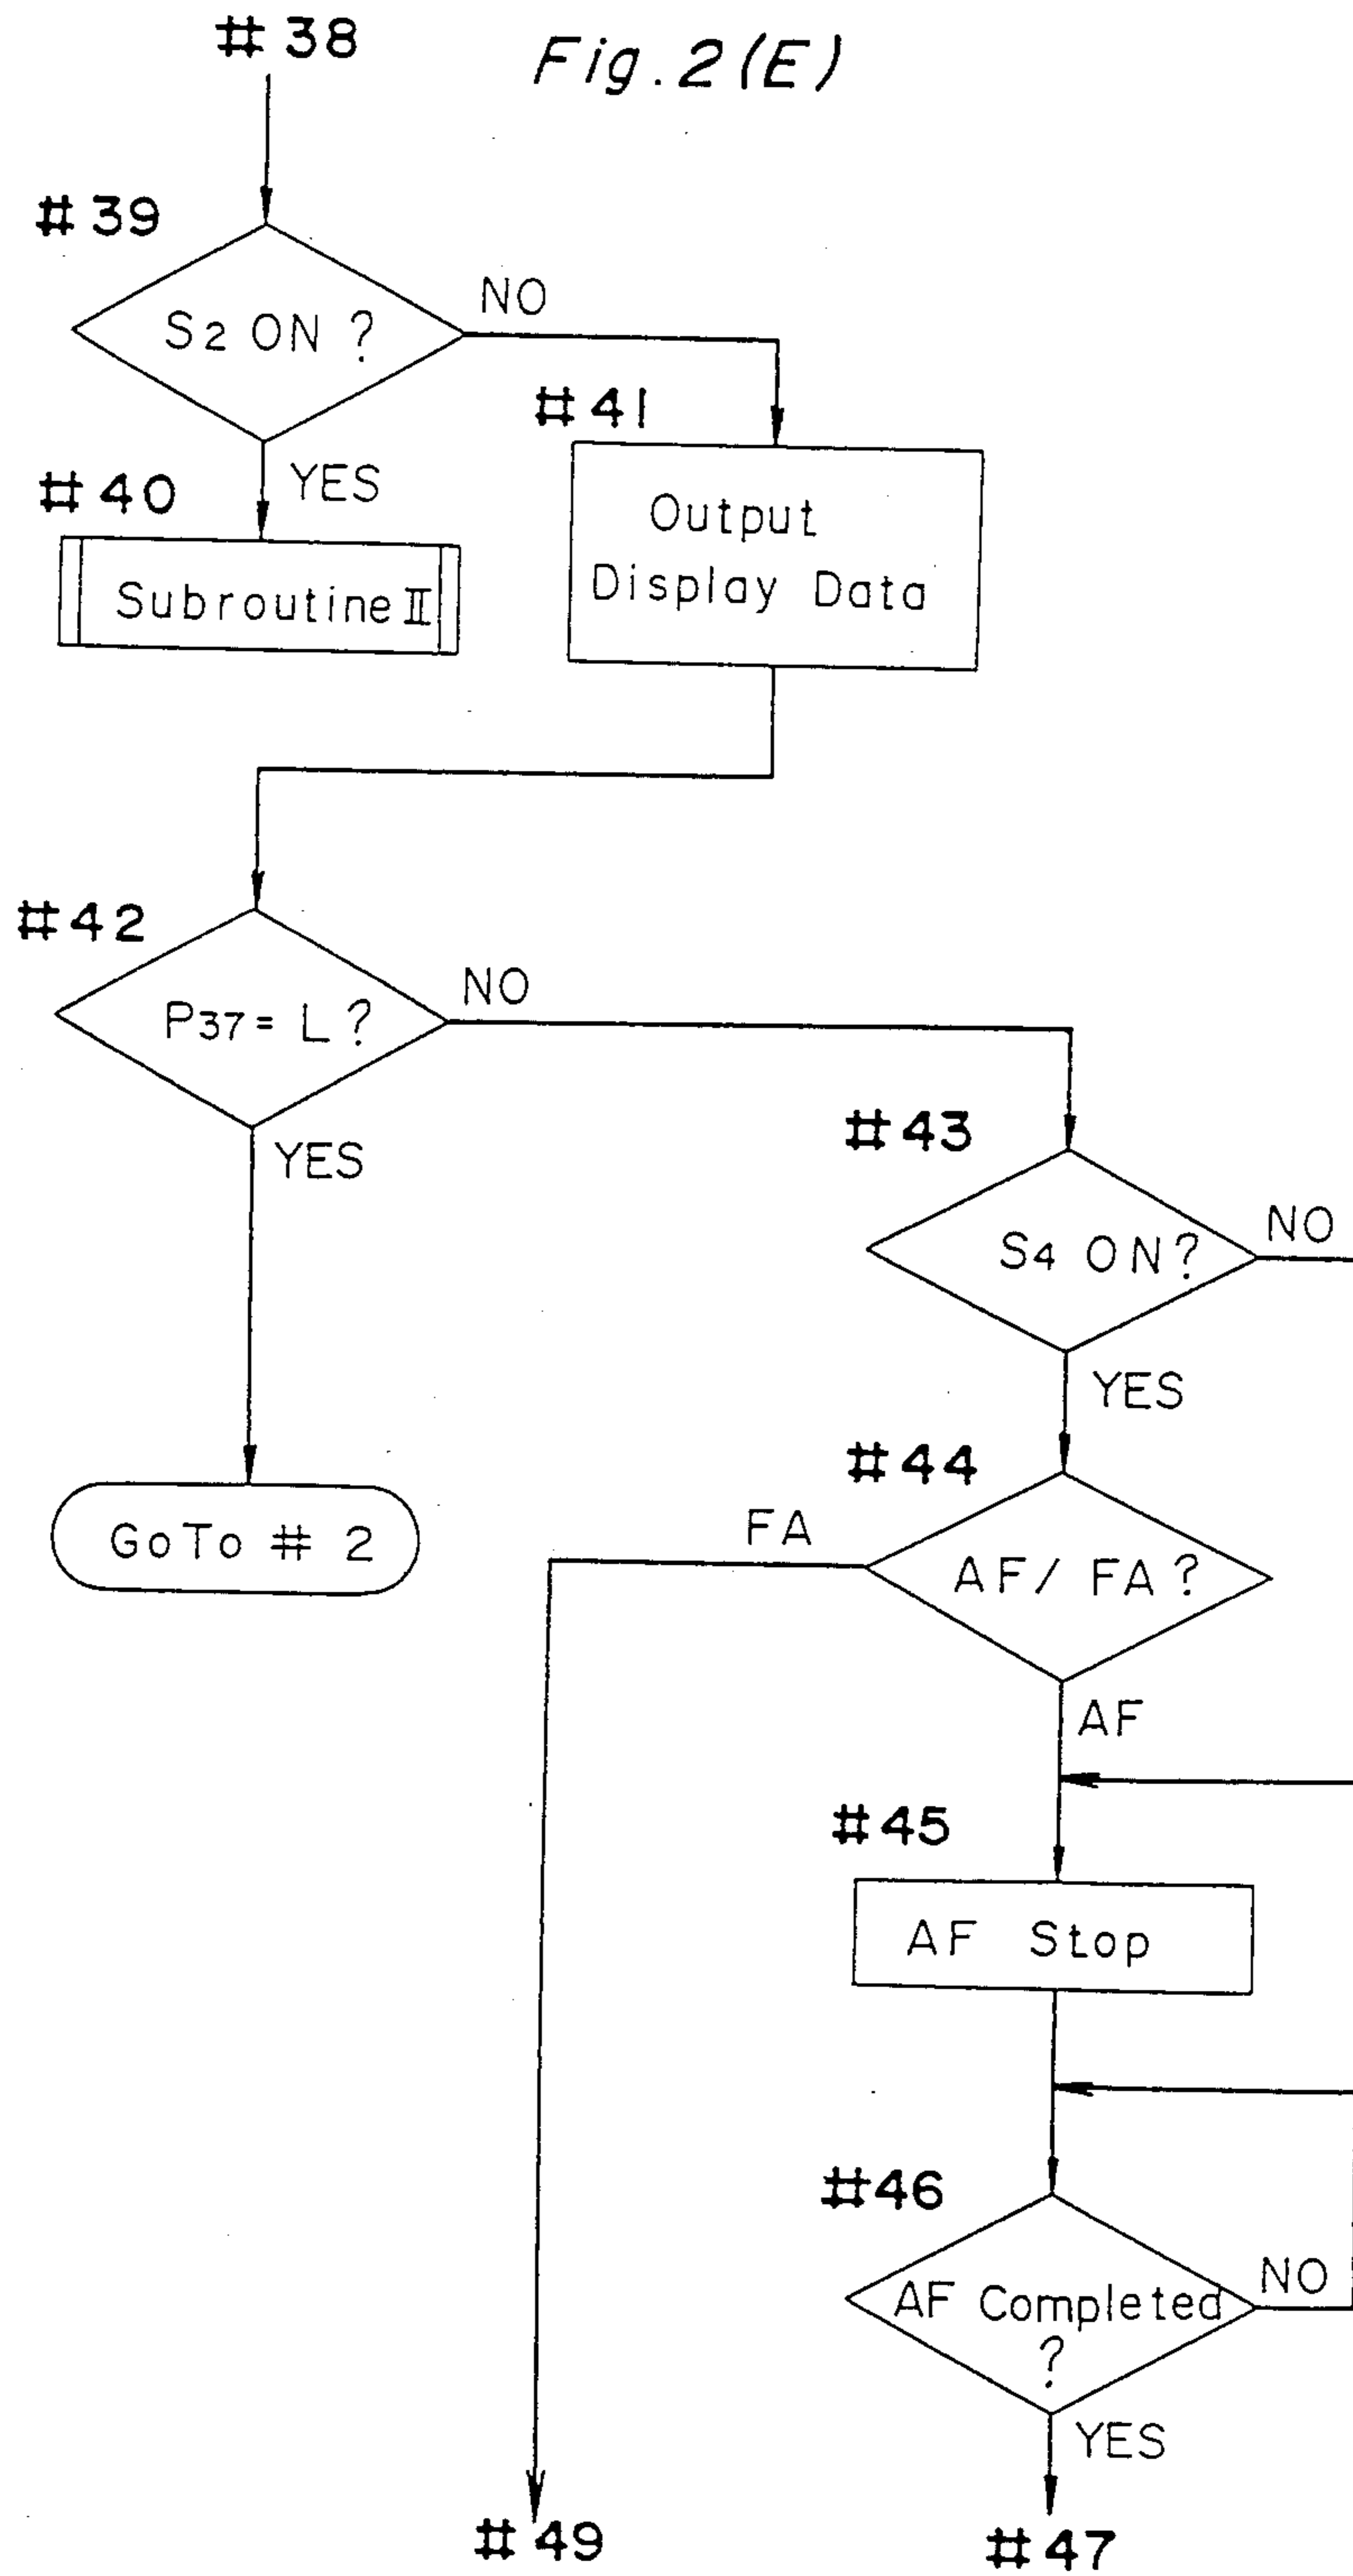 #38
Fig. 2(E)
#39
S2 ON ?
NO
YES
#41
#40
Output
Display Data
Subroutine II
#42
P37= L ?
NO
YES
#43
S4 ON?
NO
YES
#44
GoTo # 2
FA
AF/ FA ?
AF
#45
AF Stop
#46
AF Completed
?
NO
YES
#49
#47